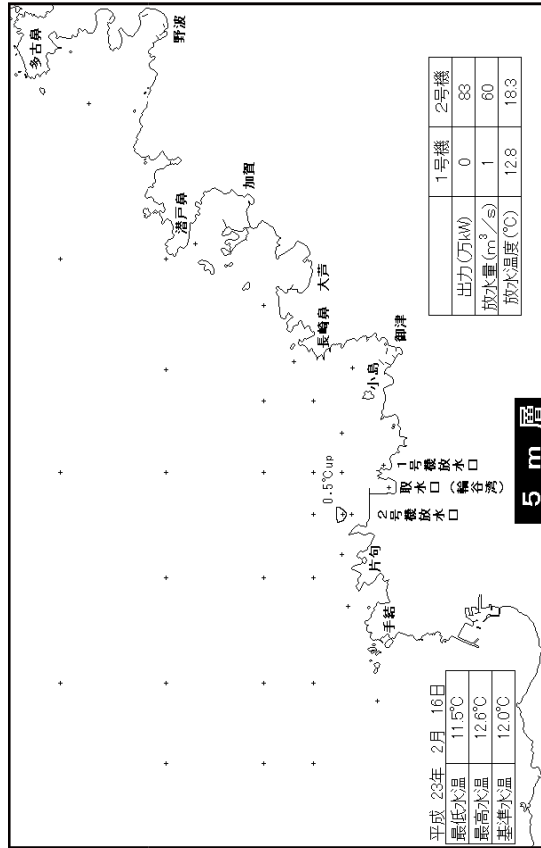 多古鼻
野波
潜戸鼻
加賀
大芦
長崎鼻
御津
小島
0.5℃up
1号機放水口
取水口（輪谷湾）
2号機放水口
片句
手結
1号機 2号機
出力(万kW) 0 83
放水量(m³/s) 1 60
放水温度(℃) 12.8 18.3
5m層
平成 23年 2月 16日
最低水温 11.5℃
最高水温 12.6℃
基準水温 12.0℃